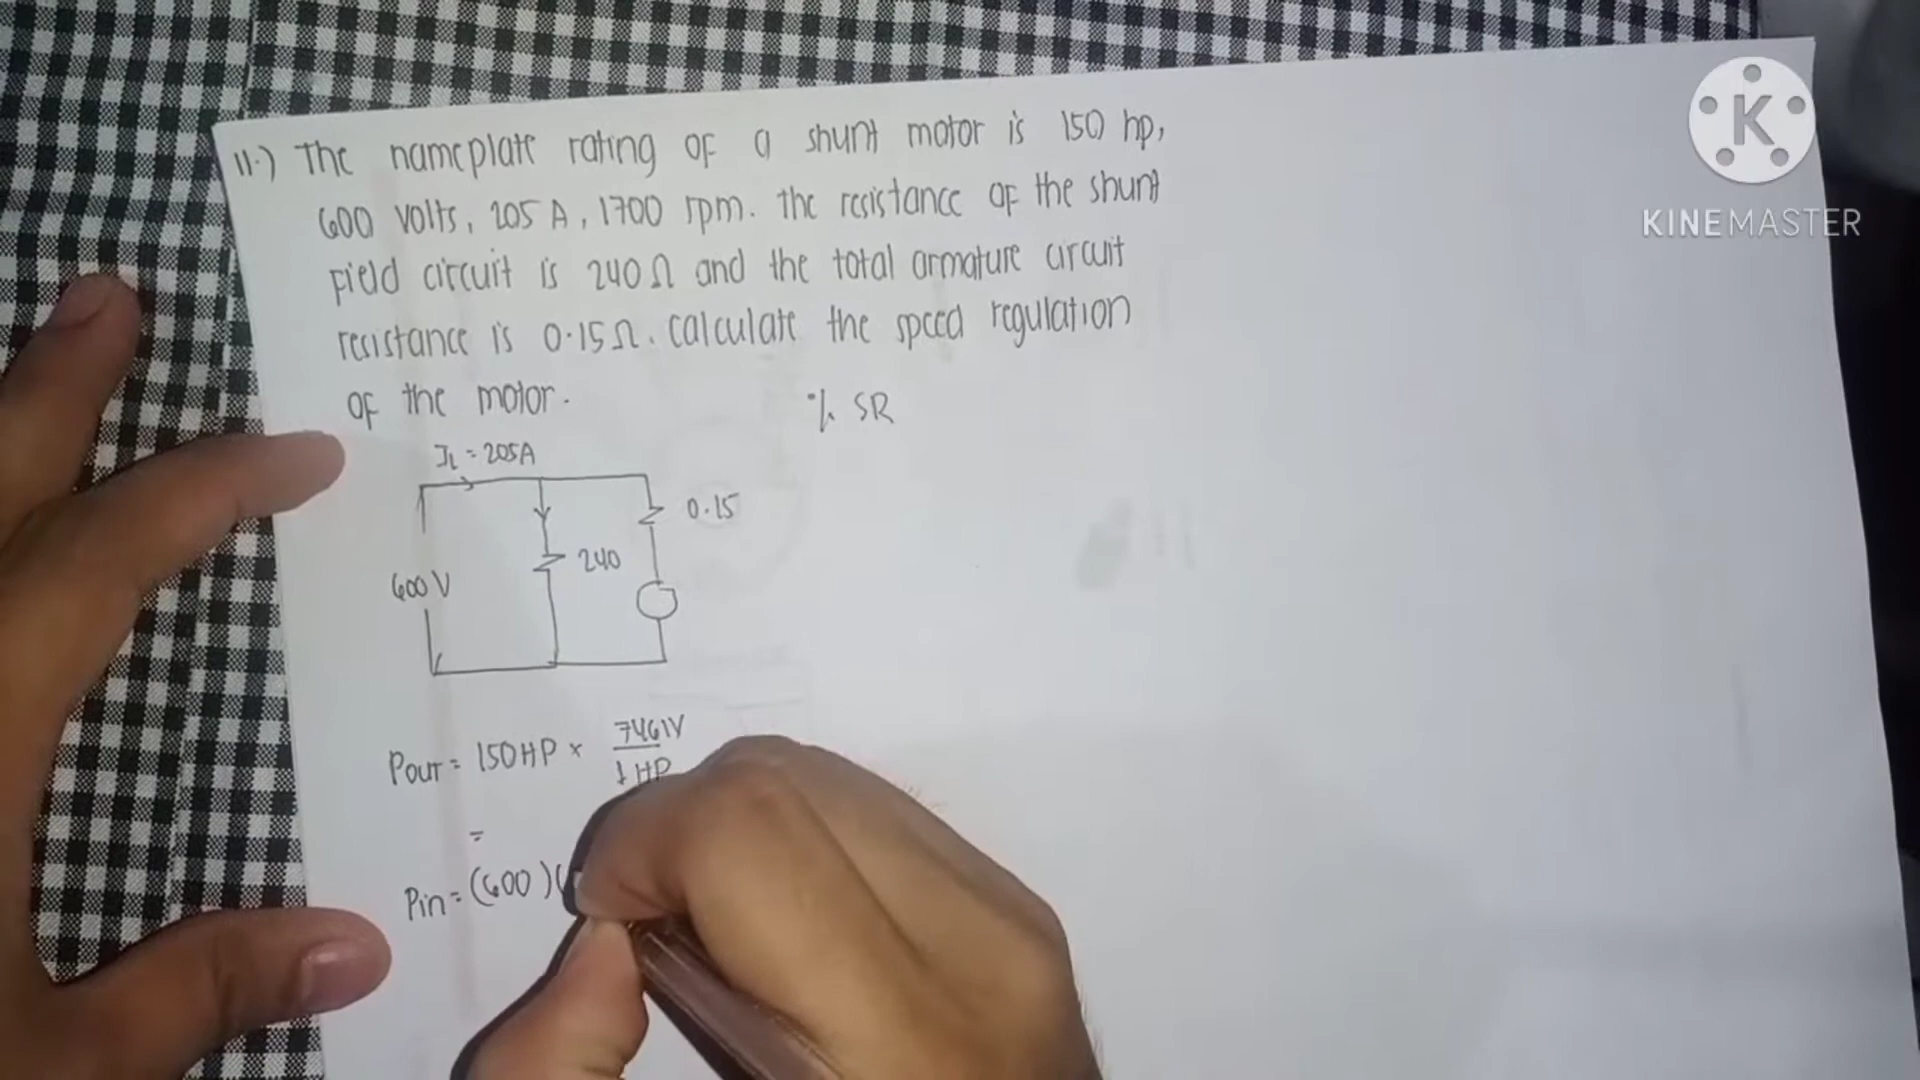 11.) The nameplate rating of a shunt motor is 150 hp,
600 volts, 205 A, 1700 rpm. The resistance of the shunt
field circuit is 240 Ω and the total armature circuit
resistance is 0.15 Ω. Calculate the speed regulation
of the motor.
% SR
IL = 205A
0.15
240
600 V
POUT = 150 HP × 746W
1 HP
=
Pin = (600)(
K
KINEMASTER